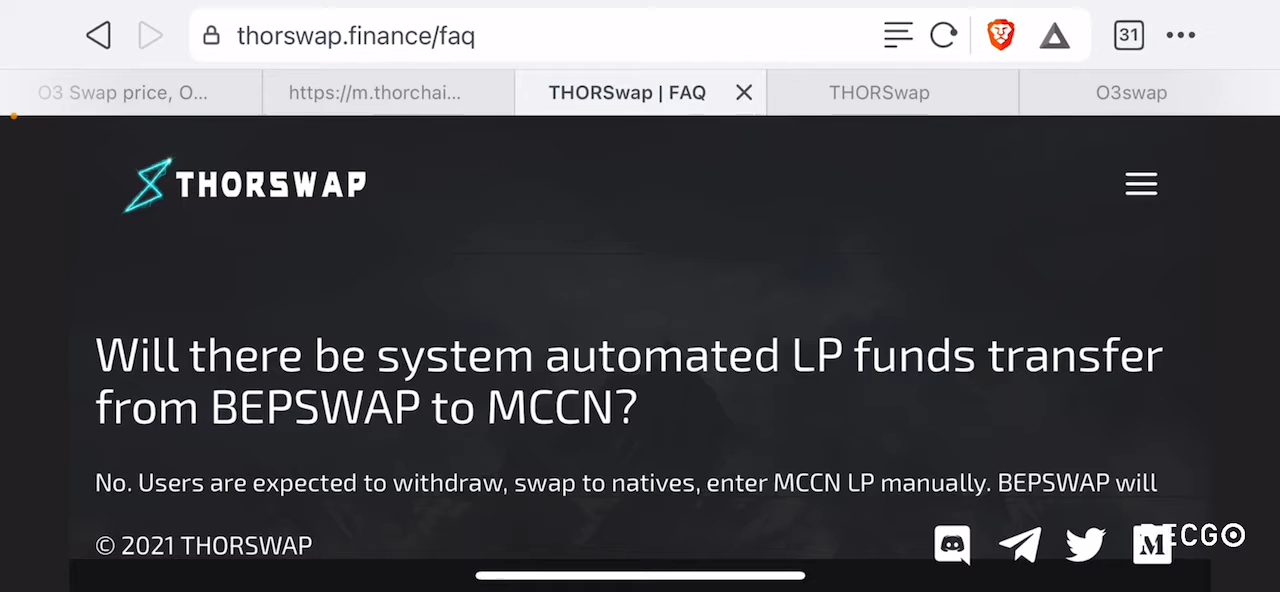 thorswap.finance/faq
31
O3 Swap price, O...
https://m.thorchai...
THORSwap | FAQ
THORSwap
O3swap
THORSWAP
Will there be system automated LP funds transfer
from BEPSWAP to MCCN?
No. Users are expected to withdraw, swap to natives, enter MCCN LP manually. BEPSWAP will
© 2021 THORSWAP
M
RECGO